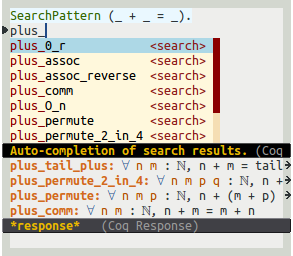 SearchPattern (_ + _ = _).
plus_
plus_0_r <search>
plus_assoc <search>
plus_assoc_reverse <search>
plus_comm <search>
plus_O_n <search>
plus_permute <search>
plus_permute_2_in_4 <search>
Auto-completion of search results. (Coq
plus_tail_plus: ∀ n m : ℕ, n + m = tail
plus_permute_2_in_4: ∀ n m p q : ℕ, n +
plus_permute: ∀ n m p : ℕ, n + (m + p)
plus_comm: ∀ n m : ℕ, n + m = m + n
*response* (Coq Response)